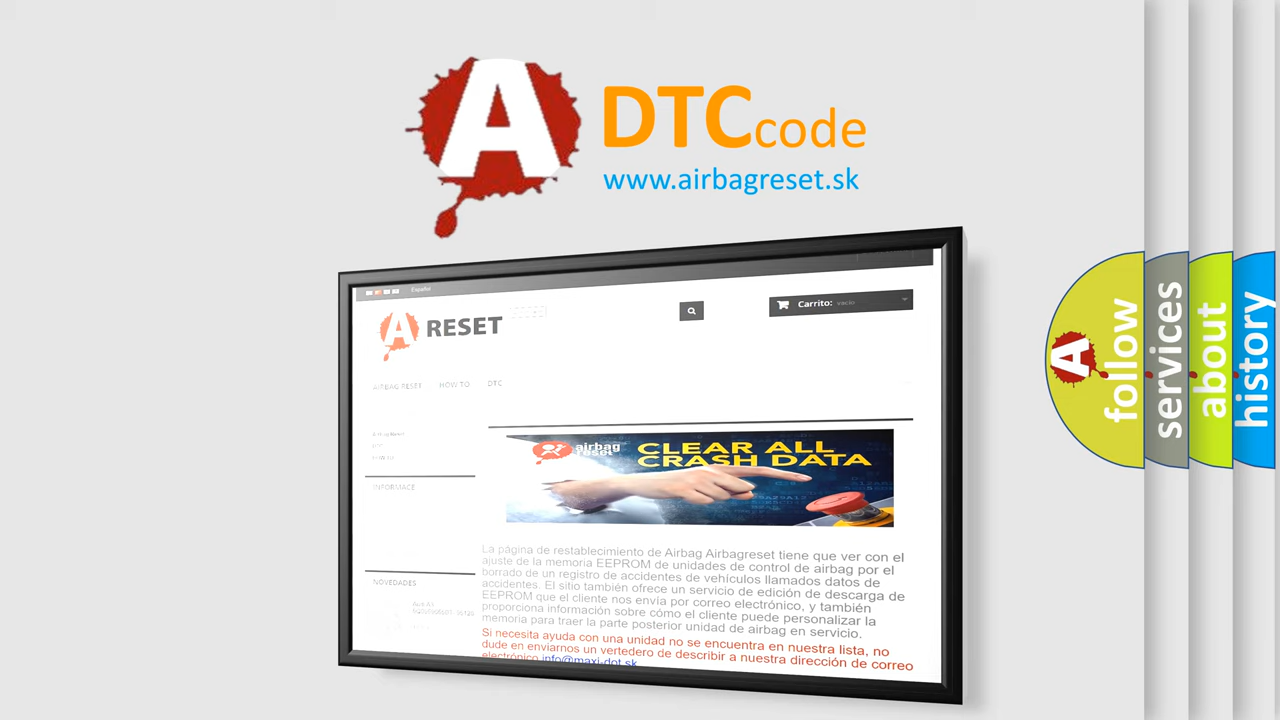 A
DTCcode
www.airbagreset.sk
Español
A RESET
Carrito: vacío
AIRBAG RESET HOW TO DTC
HOW TO
INFORMACE
airbag
reset
CLEAR ALL
CRASH DATA
La página de restablecimiento de Airbag Airbagreset tiene que ver con el
ajuste de la memoria EEPROM de unidades de control de airbag por el
borrado de un registro de accidentes de vehículos llamados datos de
accidentes. El sitio también ofrece un servicio de edición de descarga de
EEPROM que el cliente nos envía por correo electrónico, y también
proporciona información sobre cómo el cliente puede personalizar la
memoria para traer la parte posterior unidad de airbag en servicio.
Si necesita ayuda con una unidad no se encuentra en nuestra lista, no
dude en enviarnos un vertedero de describir a nuestra dirección de correo
electrónico info@maxi-dot.sk
NOVEDADES
A
follow
services
about
history